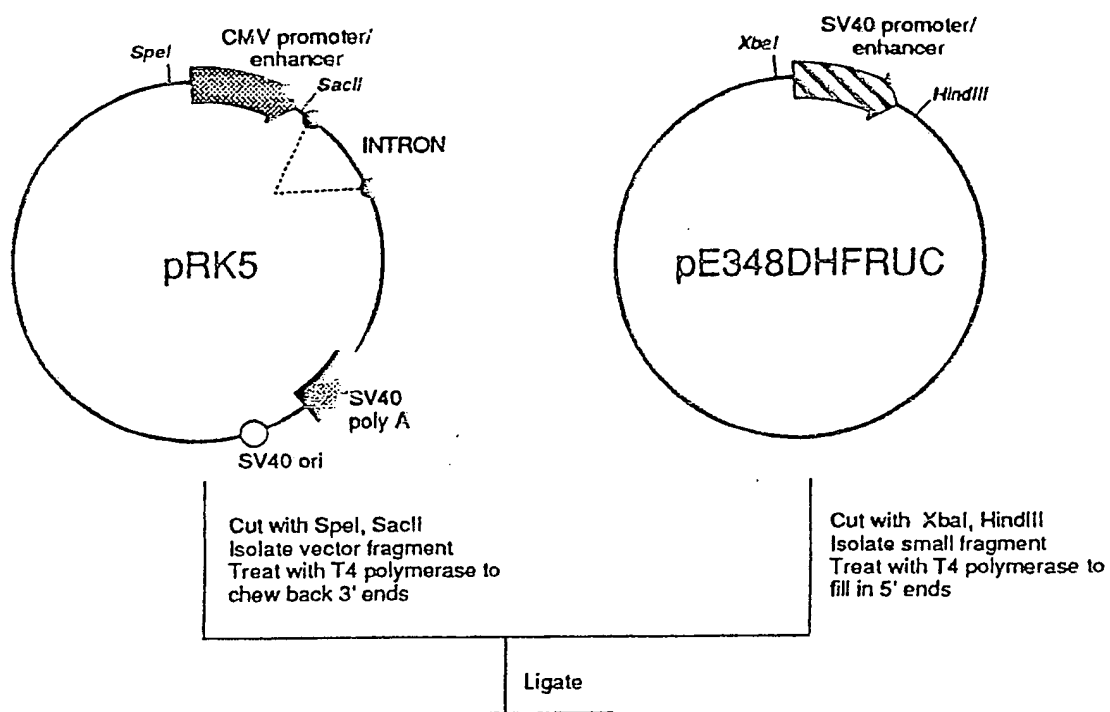 SpeI
CMV promoter/
enhancer
SacII
INTRON
pRK5
SV40
poly A
SV40 ori
XbaI
SV40 promoter/
enhancer
HindIII
pE348DHFRUC
Cut with SpeI, SacII
Isolate vector fragment
Treat with T4 polymerase to
chew back 3' ends
Cut with XbaI, HindIII
Isolate small fragment
Treat with T4 polymerase to
fill in 5' ends
Ligate